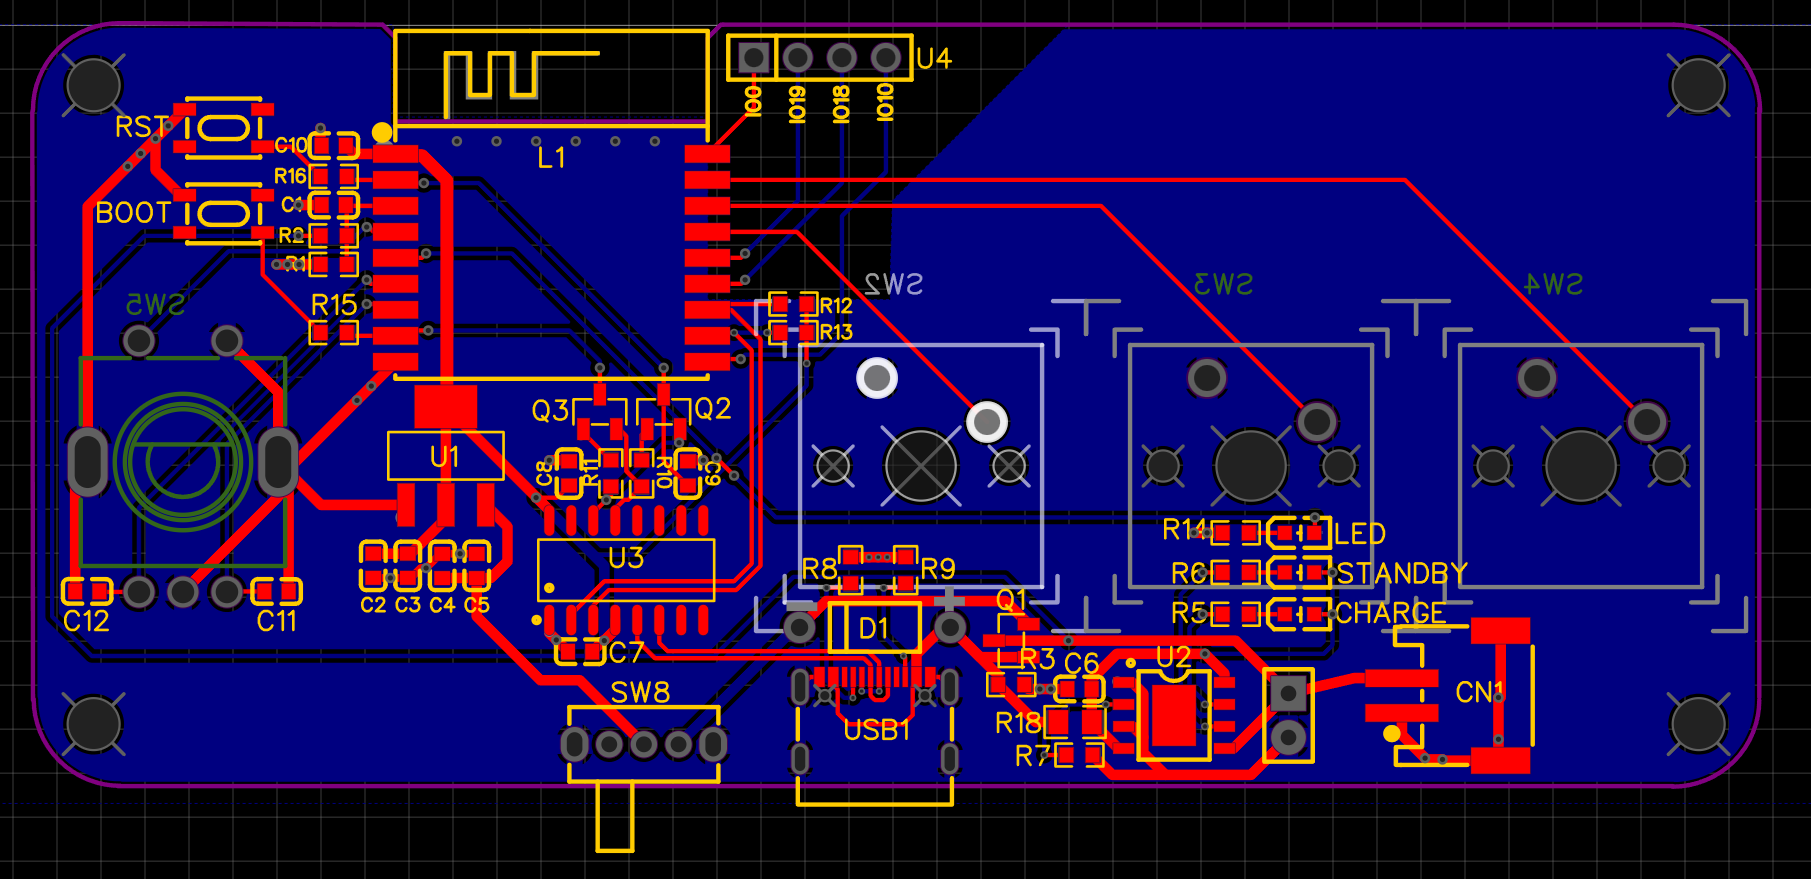 U4
IO0
IO19
IO18
IO10
RST
C10
L1
R16
C1
BOOT
R2
R1
SW5
R15
SW2
SW3
SW4
R12
R13
Q3
Q2
U1
C8
R11
R10
C9
R14
LED
U3
R8
R9
R6
STANDBY
C2
C3
C4
C5
Q1
R5
CHARGE
C12
C11
D1
C7
R3
C6
U2
SW8
CN1
USB1
R18
R7